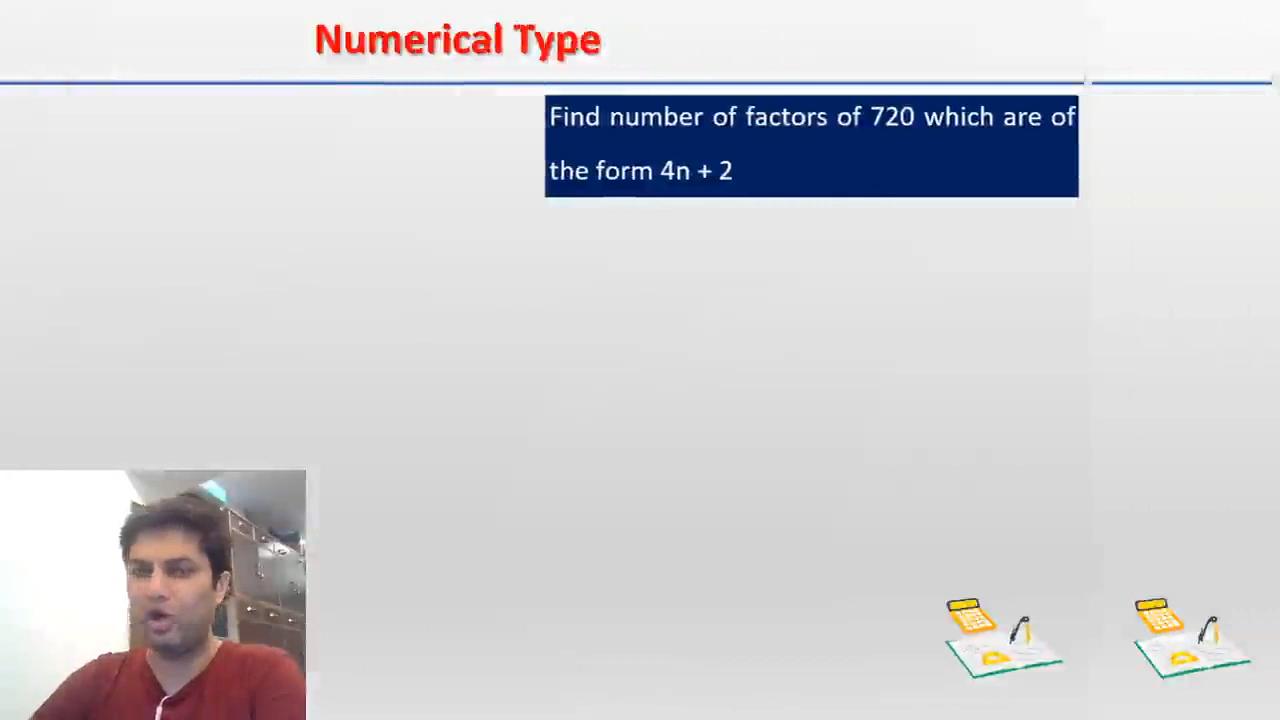 Numerical Type
Find number of factors of 720 which are of
the form 4n + 2